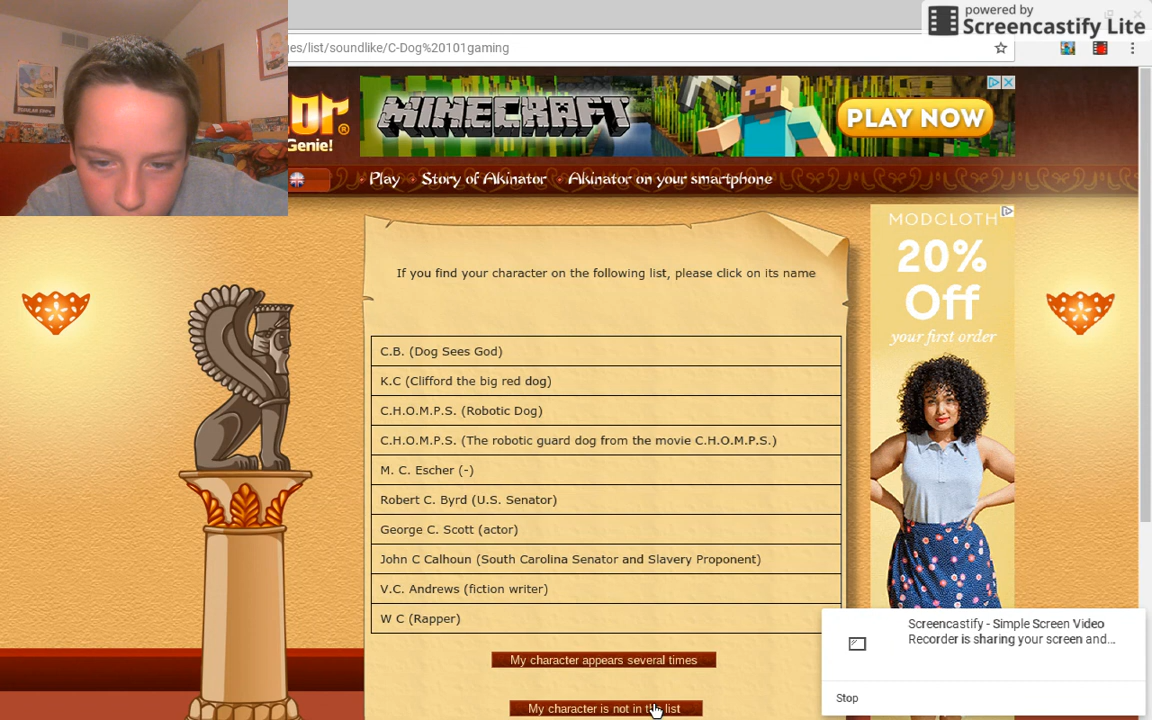 powered by
Screencastify Lite
es/list/soundlike/C-Dog%20101gaming
Genie!
MINECRAFT
PLAY NOW
Play
Story of Akinator
Akinator on your smartphone
If you find your character on the following list, please click on its name
C.B. (Dog Sees God)
K.C (Clifford the big red dog)
C.H.O.M.P.S. (Robotic Dog)
C.H.O.M.P.S. (The robotic guard dog from the movie C.H.O.M.P.S.)
M. C. Escher (-)
Robert C. Byrd (U.S. Senator)
George C. Scott (actor)
John C Calhoun (South Carolina Senator and Slavery Proponent)
V.C. Andrews (fiction writer)
W C (Rapper)
My character appears several times
My character is not in the list
MODCLOTH
20%
Off
your first order
Screencastify - Simple Screen Video
Recorder is sharing your screen and...
Stop